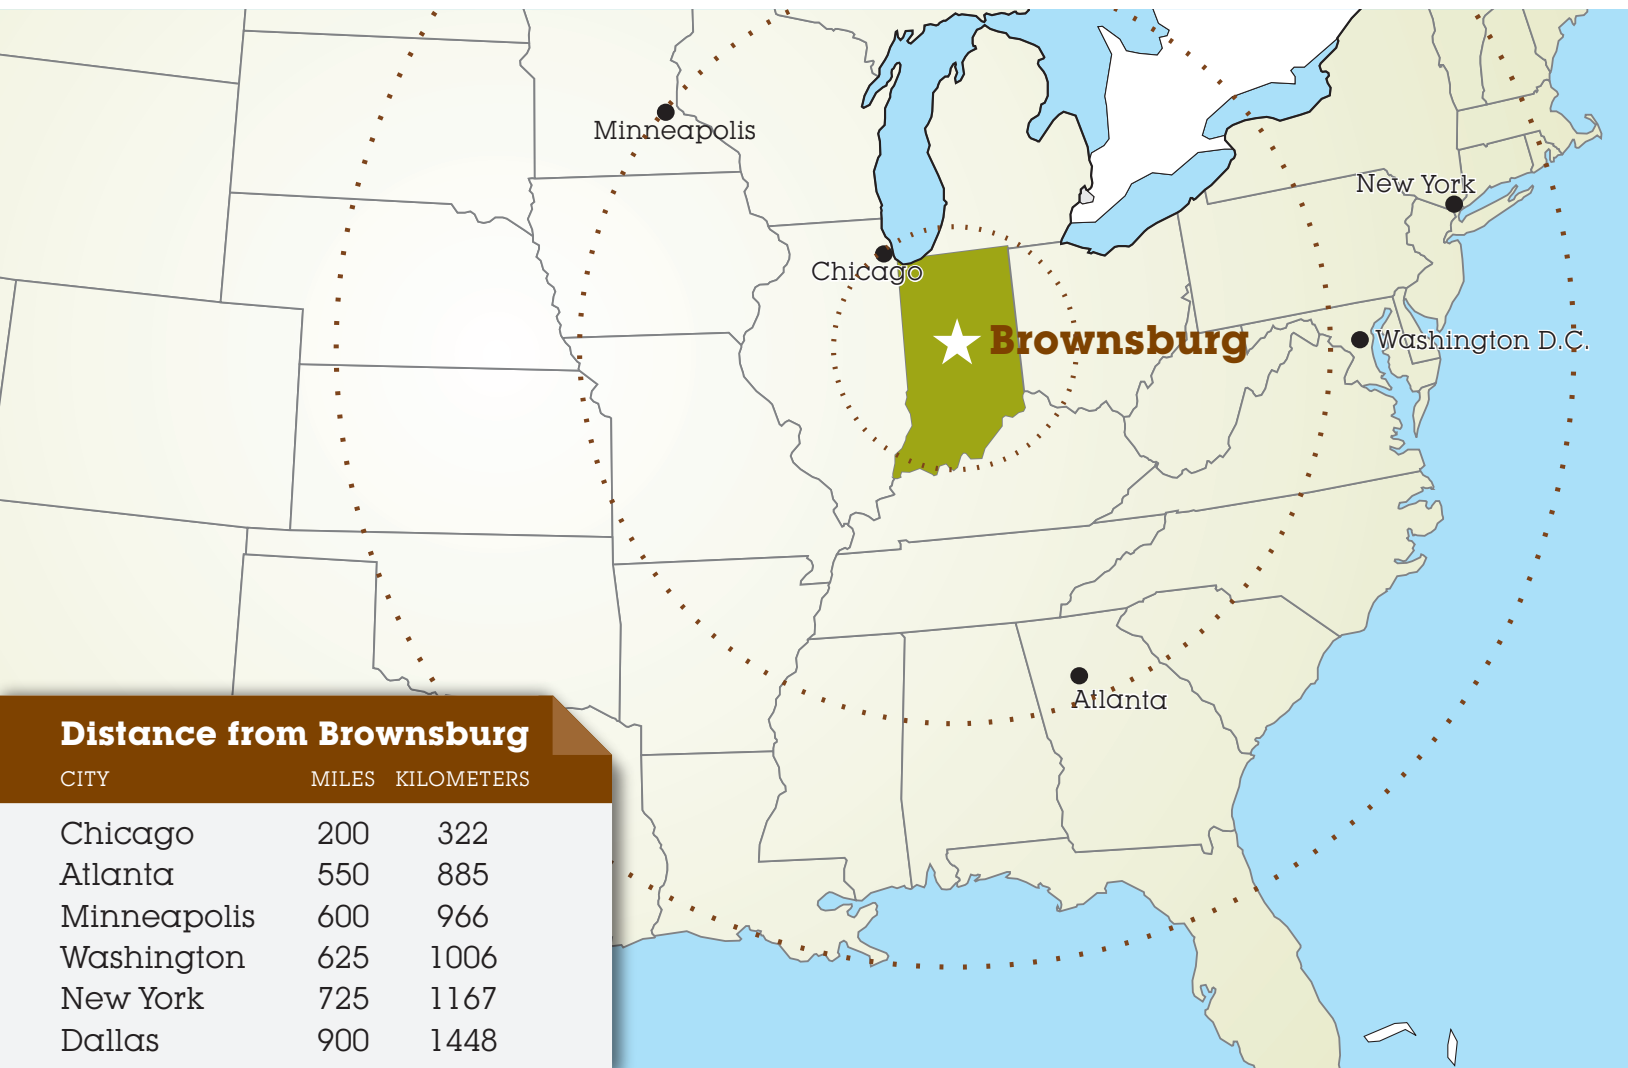 Minneapolis
New York
Chicago
Brownsburg
Washington D.C.
Atlanta
Distance from Brownsburg
CITY MILES KILOMETERS
Chicago 200 322
Atlanta 550 885
Minneapolis 600 966
Washington 625 1006
New York 725 1167
Dallas 900 1448